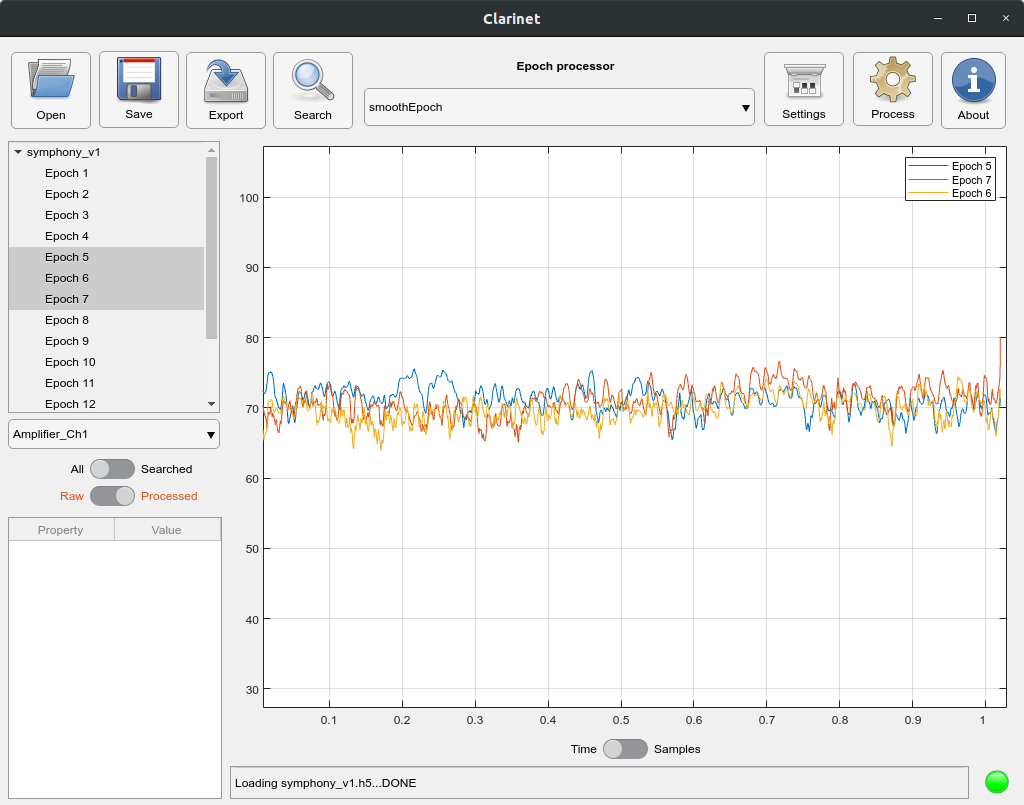 Clarinet
Open
Save
Export
Search
Epoch processor
smoothEpoch
Settings
Process
About
symphony_v1
Epoch 1
Epoch 2
Epoch 3
Epoch 4
Epoch 5
Epoch 6
Epoch 7
Epoch 8
Epoch 9
Epoch 10
Epoch 11
Epoch 12
Amplifier_Ch1
All Searched
Raw Processed
Property Value
Epoch 5
Epoch 7
Epoch 6
100
90
80
70
60
50
40
30
0.1 0.2 0.3 0.4 0.5 0.6 0.7 0.8 0.9 1
Time Samples
Loading symphony_v1.h5...DONE